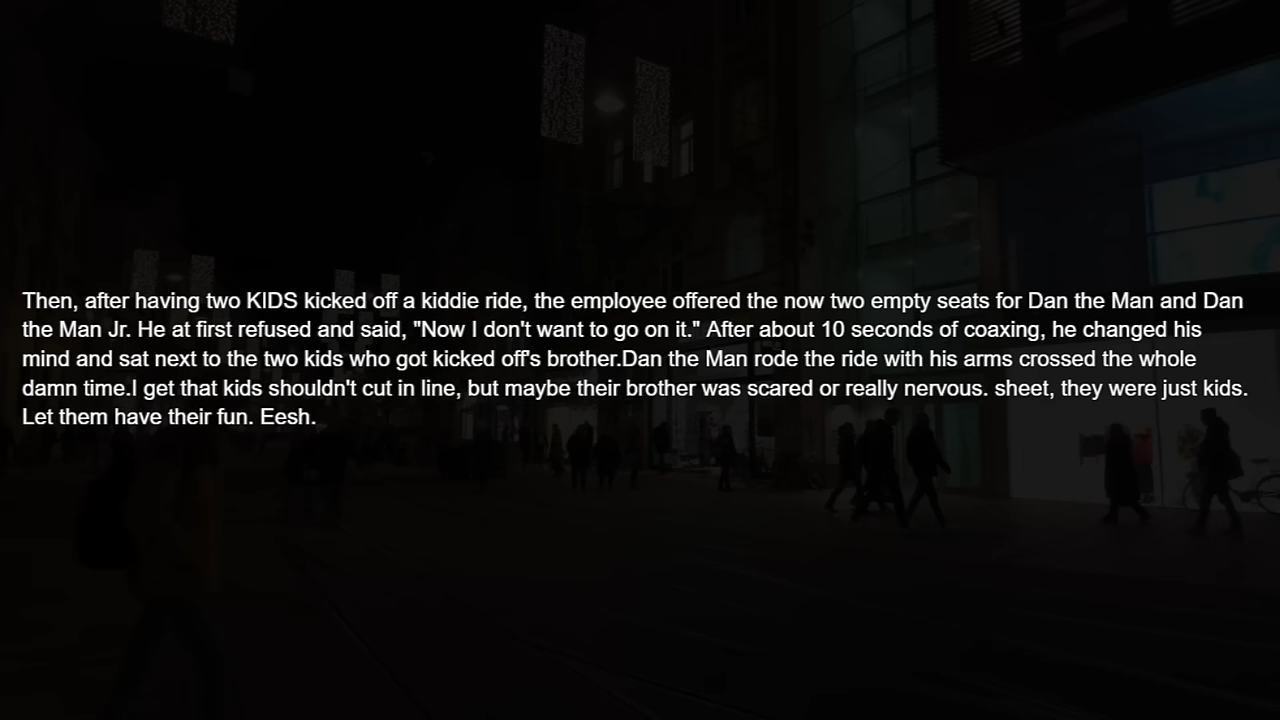 Then, after having two KIDS kicked off a kiddie ride, the employee offered the now two empty seats for Dan the Man and Dan
the Man Jr. He at first refused and said, "Now I don't want to go on it." After about 10 seconds of coaxing, he changed his
mind and sat next to the two kids who got kicked off's brother.Dan the Man rode the ride with his arms crossed the whole
damn time.I get that kids shouldn't cut in line, but maybe their brother was scared or really nervous. sheet, they were just kids.
Let them have their fun. Eesh.